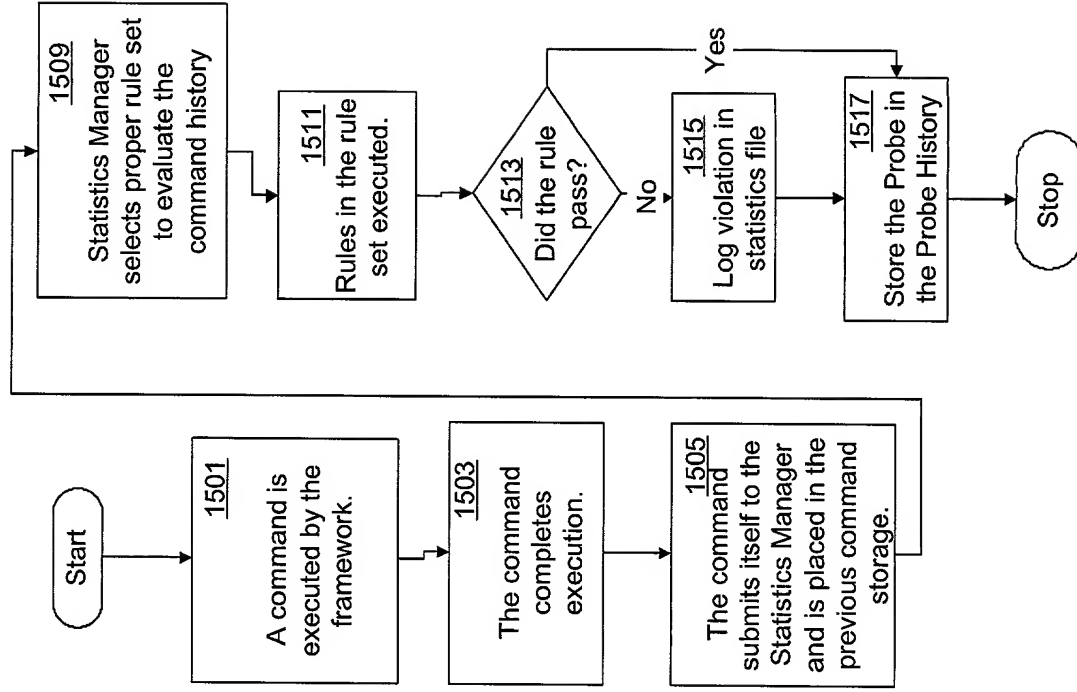 Start
1501
A command is
executed by the
framework.
1503
The command
completes
execution.
1505
The command
submits itself to the
Statistics Manager
and is placed in the
previous command
storage.
1509
Statistics Manager
selects proper rule set
to evaluate the
command history
1511
Rules in the rule
set executed.
1513
Did the rule
pass?
Yes
No
1515
Log violation in
statistics file
1517
Store the Probe in
the Probe History
Stop